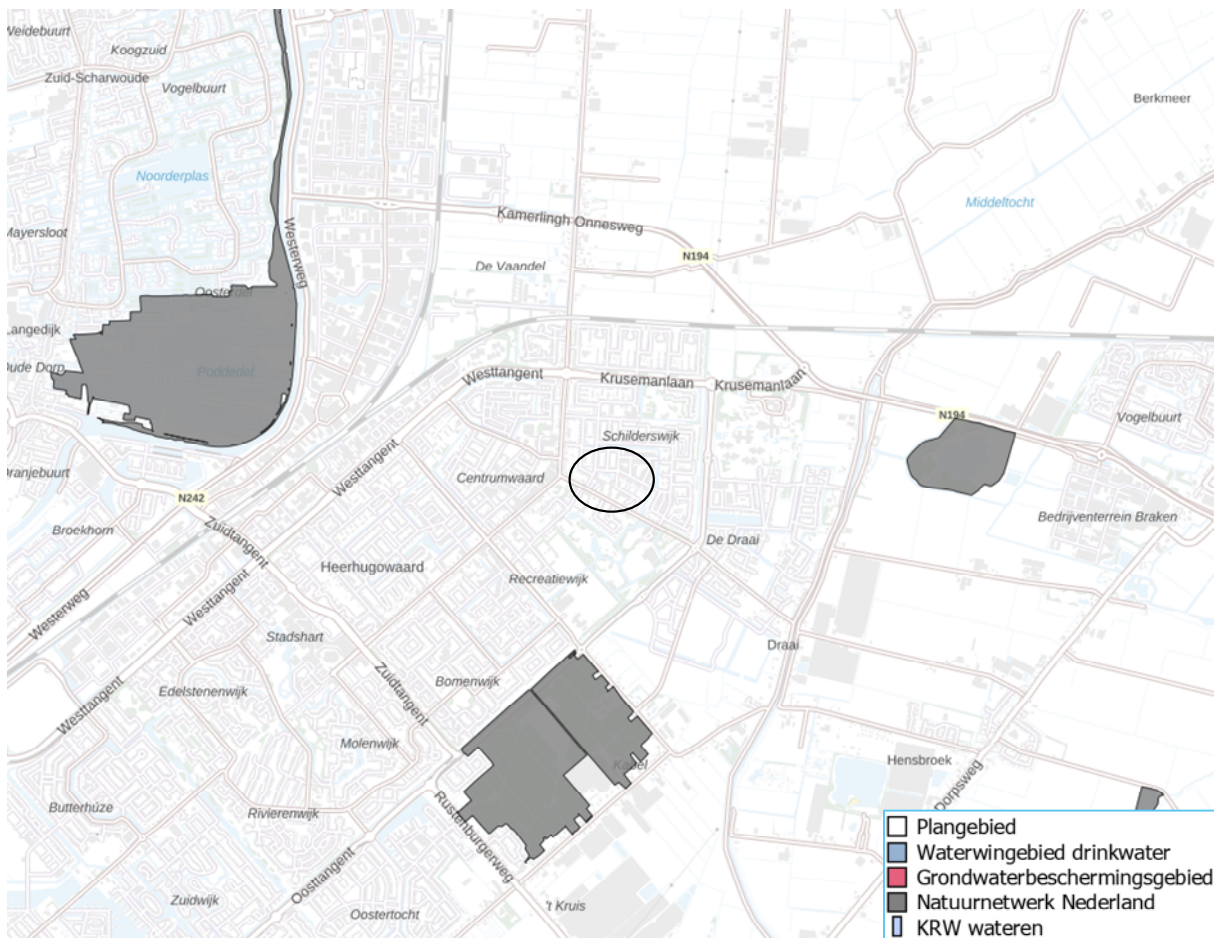 Weidebuurt
Koogzuid
Zuid-Scharwoude
Vogelbuurt
Berkmeer
Noorderplas
Middeltocht
Mayersloot
Westerweg
Kamerlingh Onnesweg
N194
De Vaandel
Oosterdel
Langedijk
Oude Dorp
Podderdel
Westtangent
Krusemanlaan
Krusemanlaan
N194
Vogelbuurt
Schilderswijk
Westtangent
Centrumwaard
Oranjebuurt
N242
Broekhorn
Zuidtangent
Bedrijventerrein Braken
De Draai
Heerhugowaard
Recreatiewijk
Westerweg
Westtangent
Stadshart
Draai
Zuidtangent
Bomenwijk
Edelstenenwijk
Westtangent
Molenwijk
Kabel
Hensbroek
Dorpsweg
Butterhuze
Rivierenwijk
Rustenburgerweg
Oosttangent
Zuidwijk
Oostertocht
't Kruis
Plangebied
Waterwingebied drinkwater
Grondwaterbeschermingsgebied
Natuurnetwerk Nederland
KRW wateren